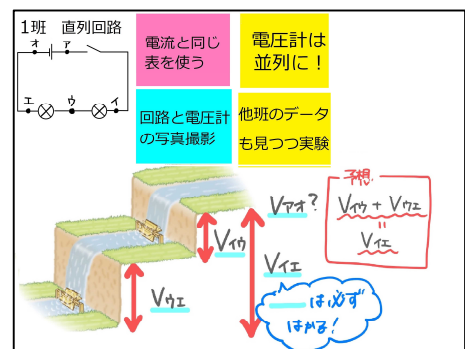 1班 直列回路
オ ア
エ ウ イ
電流と同じ
表を使う
電圧計は
並列に！
回路と電圧計
の写真撮影
他班のデータ
も見つつ実験
Vアオ?
予想
Vイウ + Vウエ
=
Vイエ
Vイウ
Vイエ
Vウエ
は必ず
はかる!